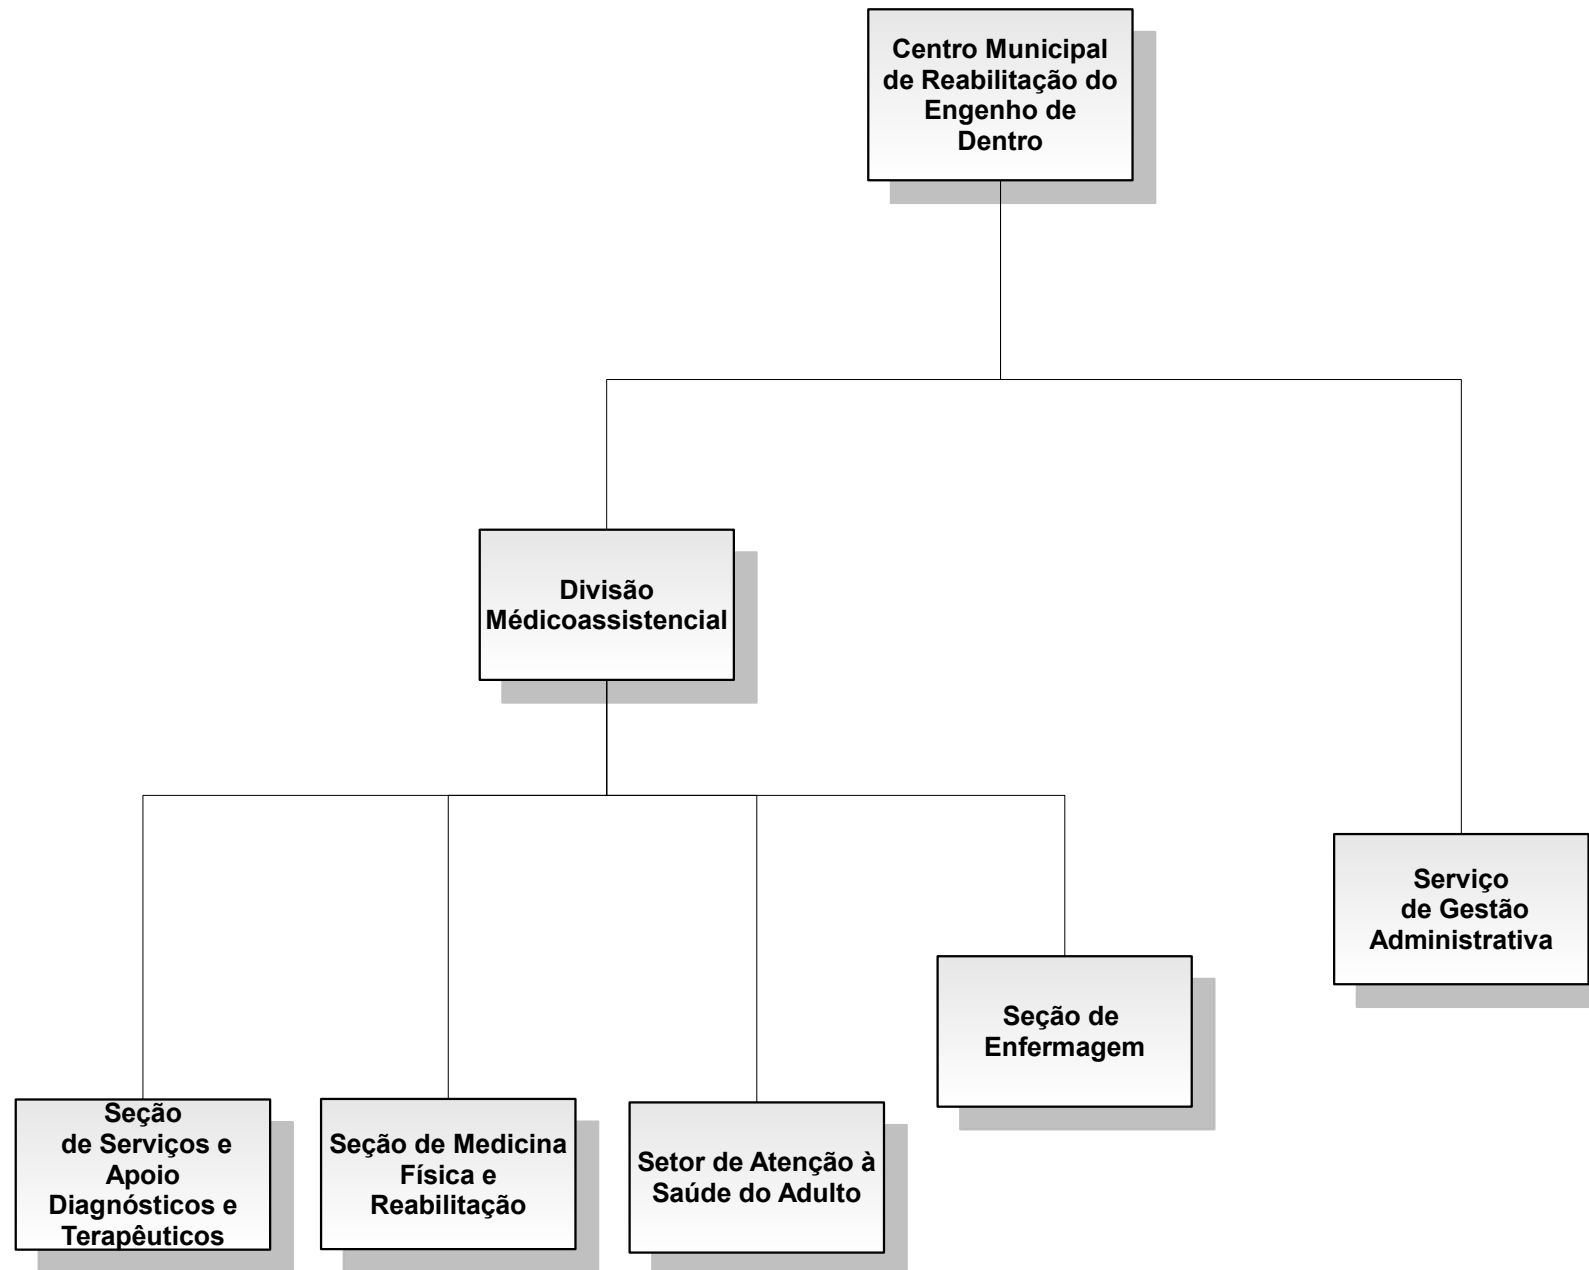 Centro Municipal
de Reabilitação do
Engenho de
Dentro
Divisão
Médicoassistencial
Serviço
de Gestão
Administrativa
Seção de
Enfermagem
Seção
de Serviços e
Apoio
Diagnósticos e
Terapêuticos
Seção de Medicina
Física e
Reabilitação
Setor de Atenção à
Saúde do Adulto